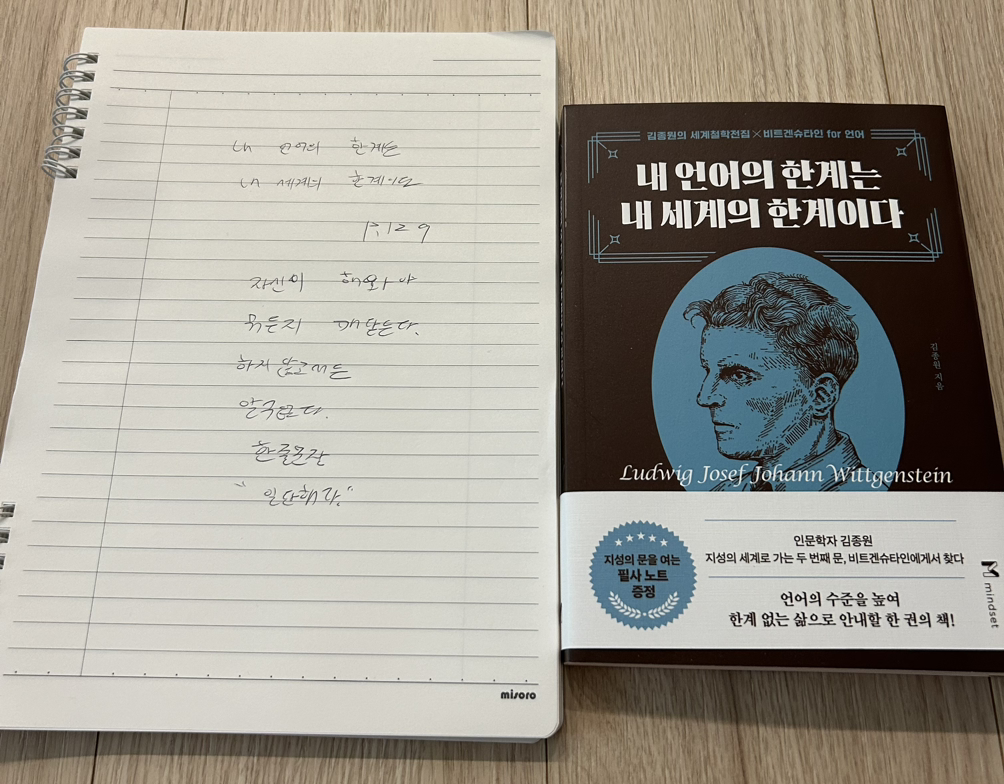 내 언어의 한계는
내 세계의 한계이다
P.129
자신이 해봐야
뭐든지 깨닫는다.
하지 않고서는
알 수 없다.
한줄문장
"일단해라."
misoro
김종원의 세계철학전집 × 비트겐슈타인 for 언어
내 언어의 한계는
내 세계의 한계이다
김종원 지음
Ludwig Josef Johann Wittgenstein
지성의 문을 여는
필사 노트
증정
인문학자 김종원
지성의 세계로 가는 두 번째 문, 비트겐슈타인에게서 찾다
언어의 수준을 높여
한계 없는 삶으로 안내할 한 권의 책!
mindset